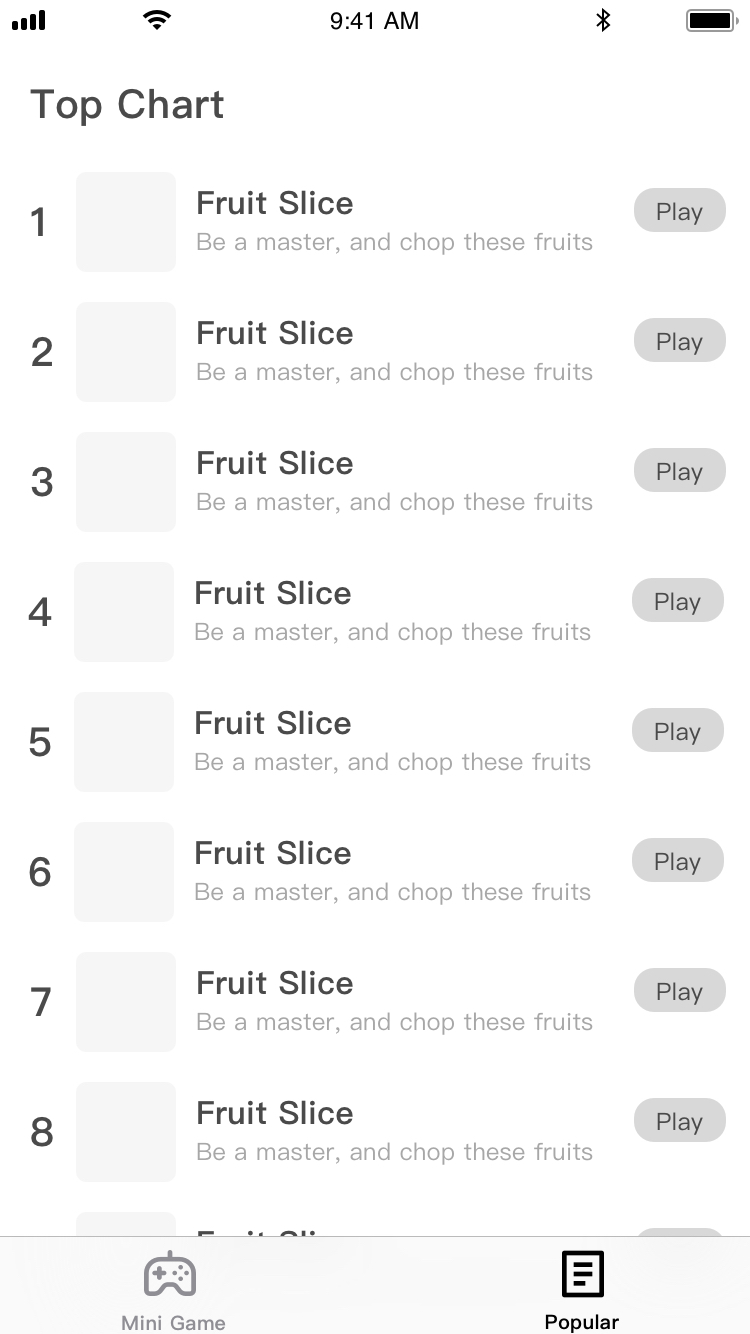 9:41 AM
Top Chart
1
Fruit Slice
Play
Be a master, and chop these fruits
2
Fruit Slice
Play
Be a master, and chop these fruits
3
Fruit Slice
Play
Be a master, and chop these fruits
4
Fruit Slice
Play
Be a master, and chop these fruits
5
Fruit Slice
Play
Be a master, and chop these fruits
6
Fruit Slice
Play
Be a master, and chop these fruits
7
Fruit Slice
Play
Be a master, and chop these fruits
8
Fruit Slice
Play
Be a master, and chop these fruits
Mini Game
Popular